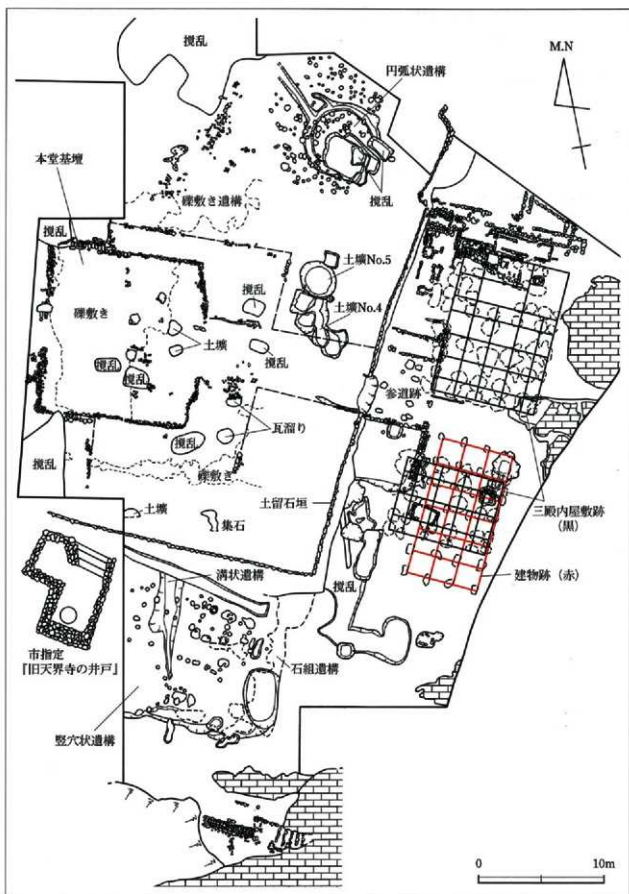 攪乱
円弧状遺構
M.N
本堂基壇
攪乱
礫敷き遺構
攪乱
土壙No.5
攪乱
土壙No.4
礫敷き
土壙
攪乱
攪乱
攪乱
参道跡
瓦溜り
攪乱
攪乱
礫敷き
土留石垣
三殿内屋敷跡
(黒)
土壙
集石
建物跡(赤)
溝状遺構
攪乱
市指定
『旧天界寺の井戸』
石組遺構
竪穴状遺構
0
10m